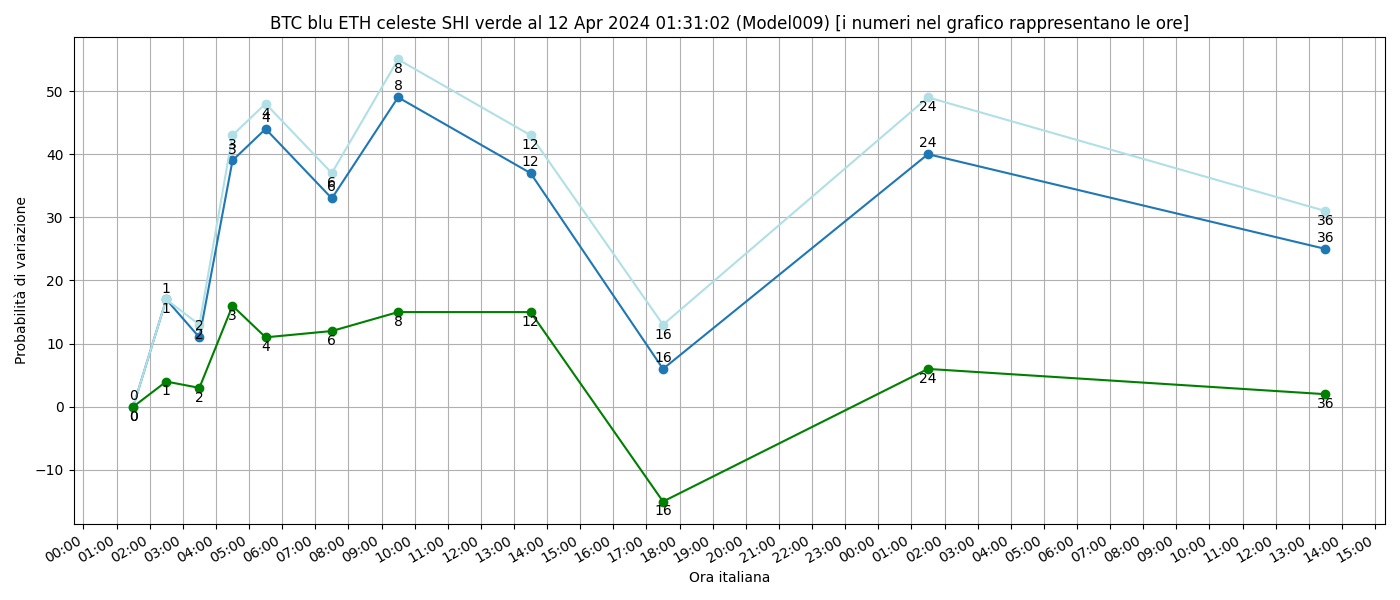 BTC blu ETH celeste SHI verde al 12 Apr 2024 01:31:02 (Model009) [i numeri nel grafico rappresentano le ore]
Probabilità di variazione
50
40
30
20
10
0
−10
0 1 2 3 4 6 8 12 16 24 36
0 1 2 3 4 6 8 12 16 24 36
0 1 2 3 4 6 8 12 16 24 36
00:00 01:00 02:00 03:00 04:00 05:00 06:00 07:00 08:00 09:00 10:00 11:00 12:00 13:00 14:00 15:00 16:00 17:00 18:00 19:00 20:00 21:00 22:00 23:00 00:00 01:00 02:00 03:00 04:00 05:00 06:00 07:00 08:00 09:00 10:00 11:00 12:00 13:00 14:00 15:00
Ora italiana